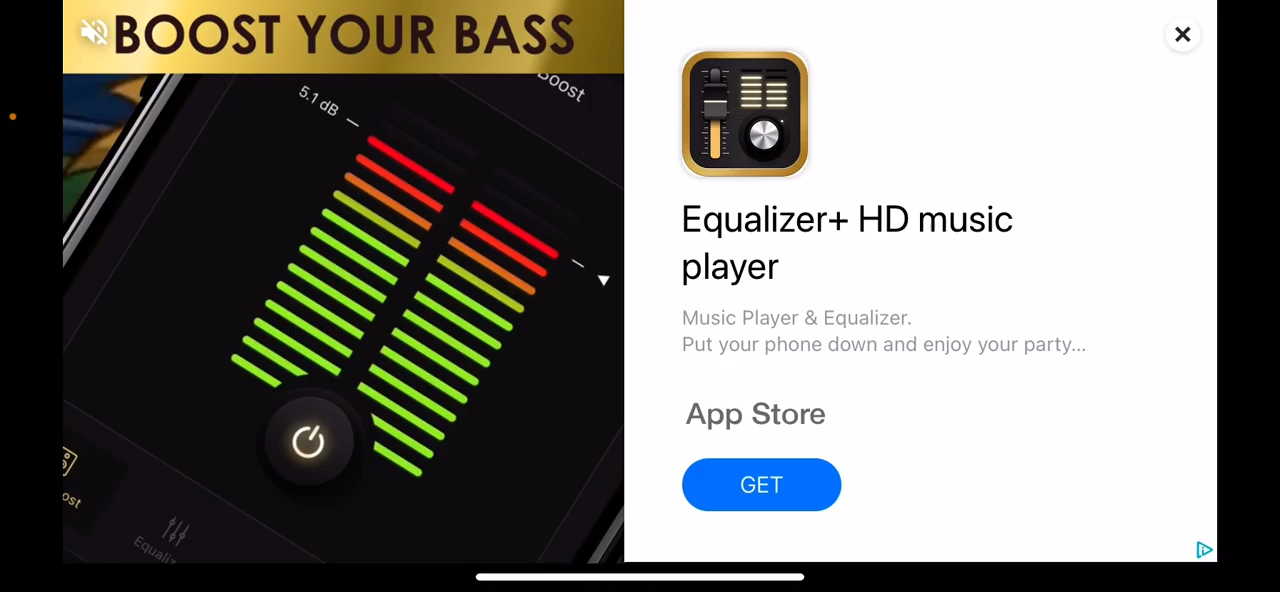 BOOST YOUR BASS
Boost
5.1 dB
Equalizer+ HD music
player
Music Player & Equalizer.
Put your phone down and enjoy your party...
App Store
GET